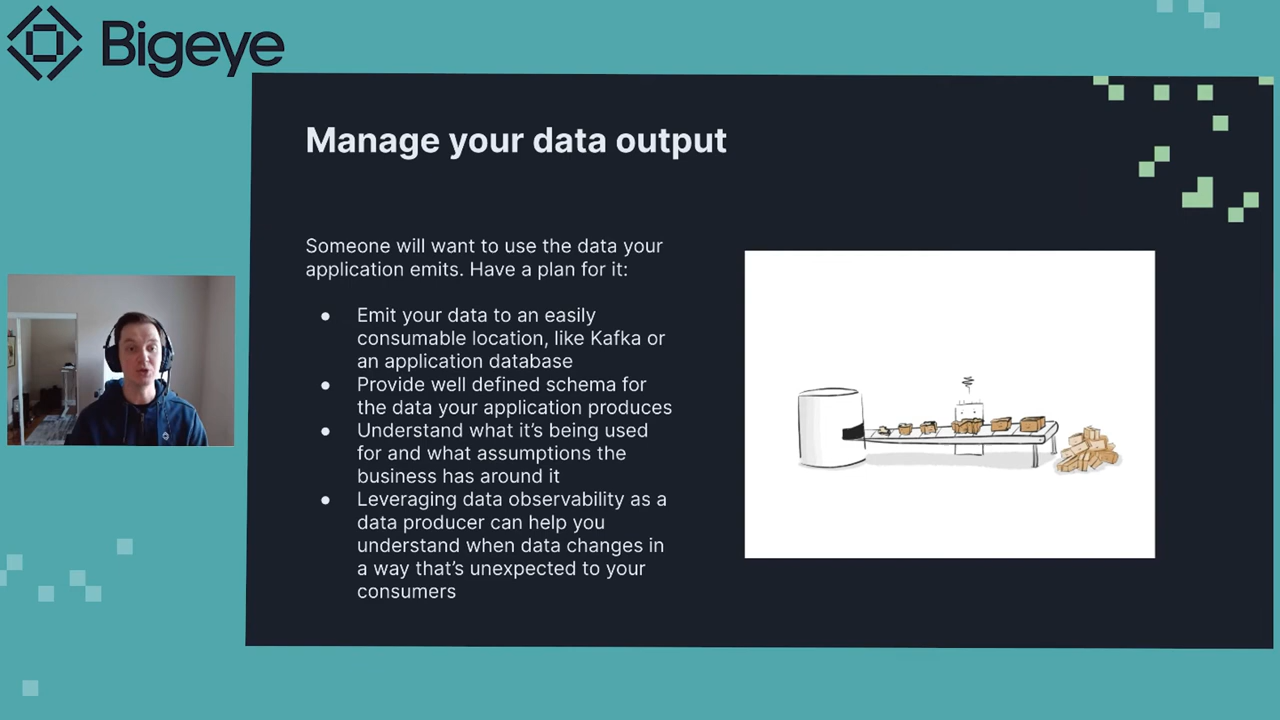 Bigeye
Manage your data output
Someone will want to use the data your
application emits. Have a plan for it:
● Emit your data to an easily
consumable location, like Kafka or
an application database
● Provide well defined schema for
the data your application produces
● Understand what it's being used
for and what assumptions the
business has around it
● Leveraging data observability as a
data producer can help you
understand when data changes in
a way that's unexpected to your
consumers